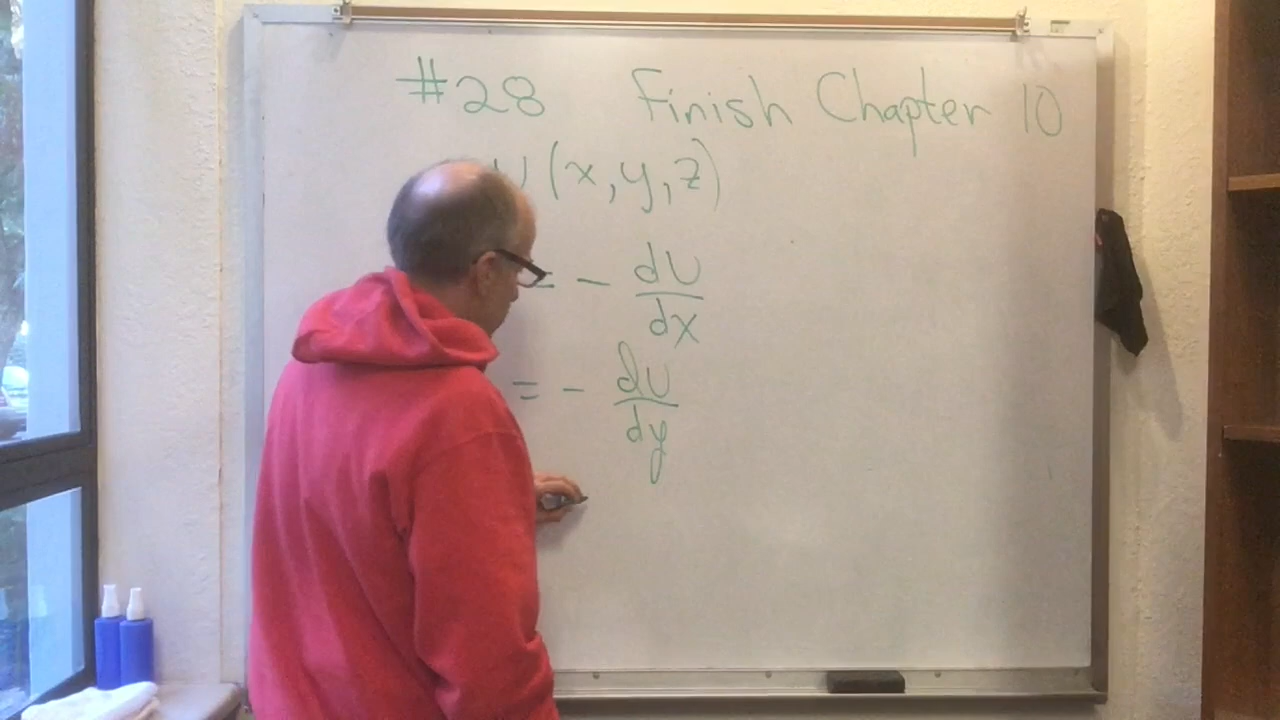 #28 Finish Chapter 10
U (x, y, z)
= - dU/dx
= - dU/dy